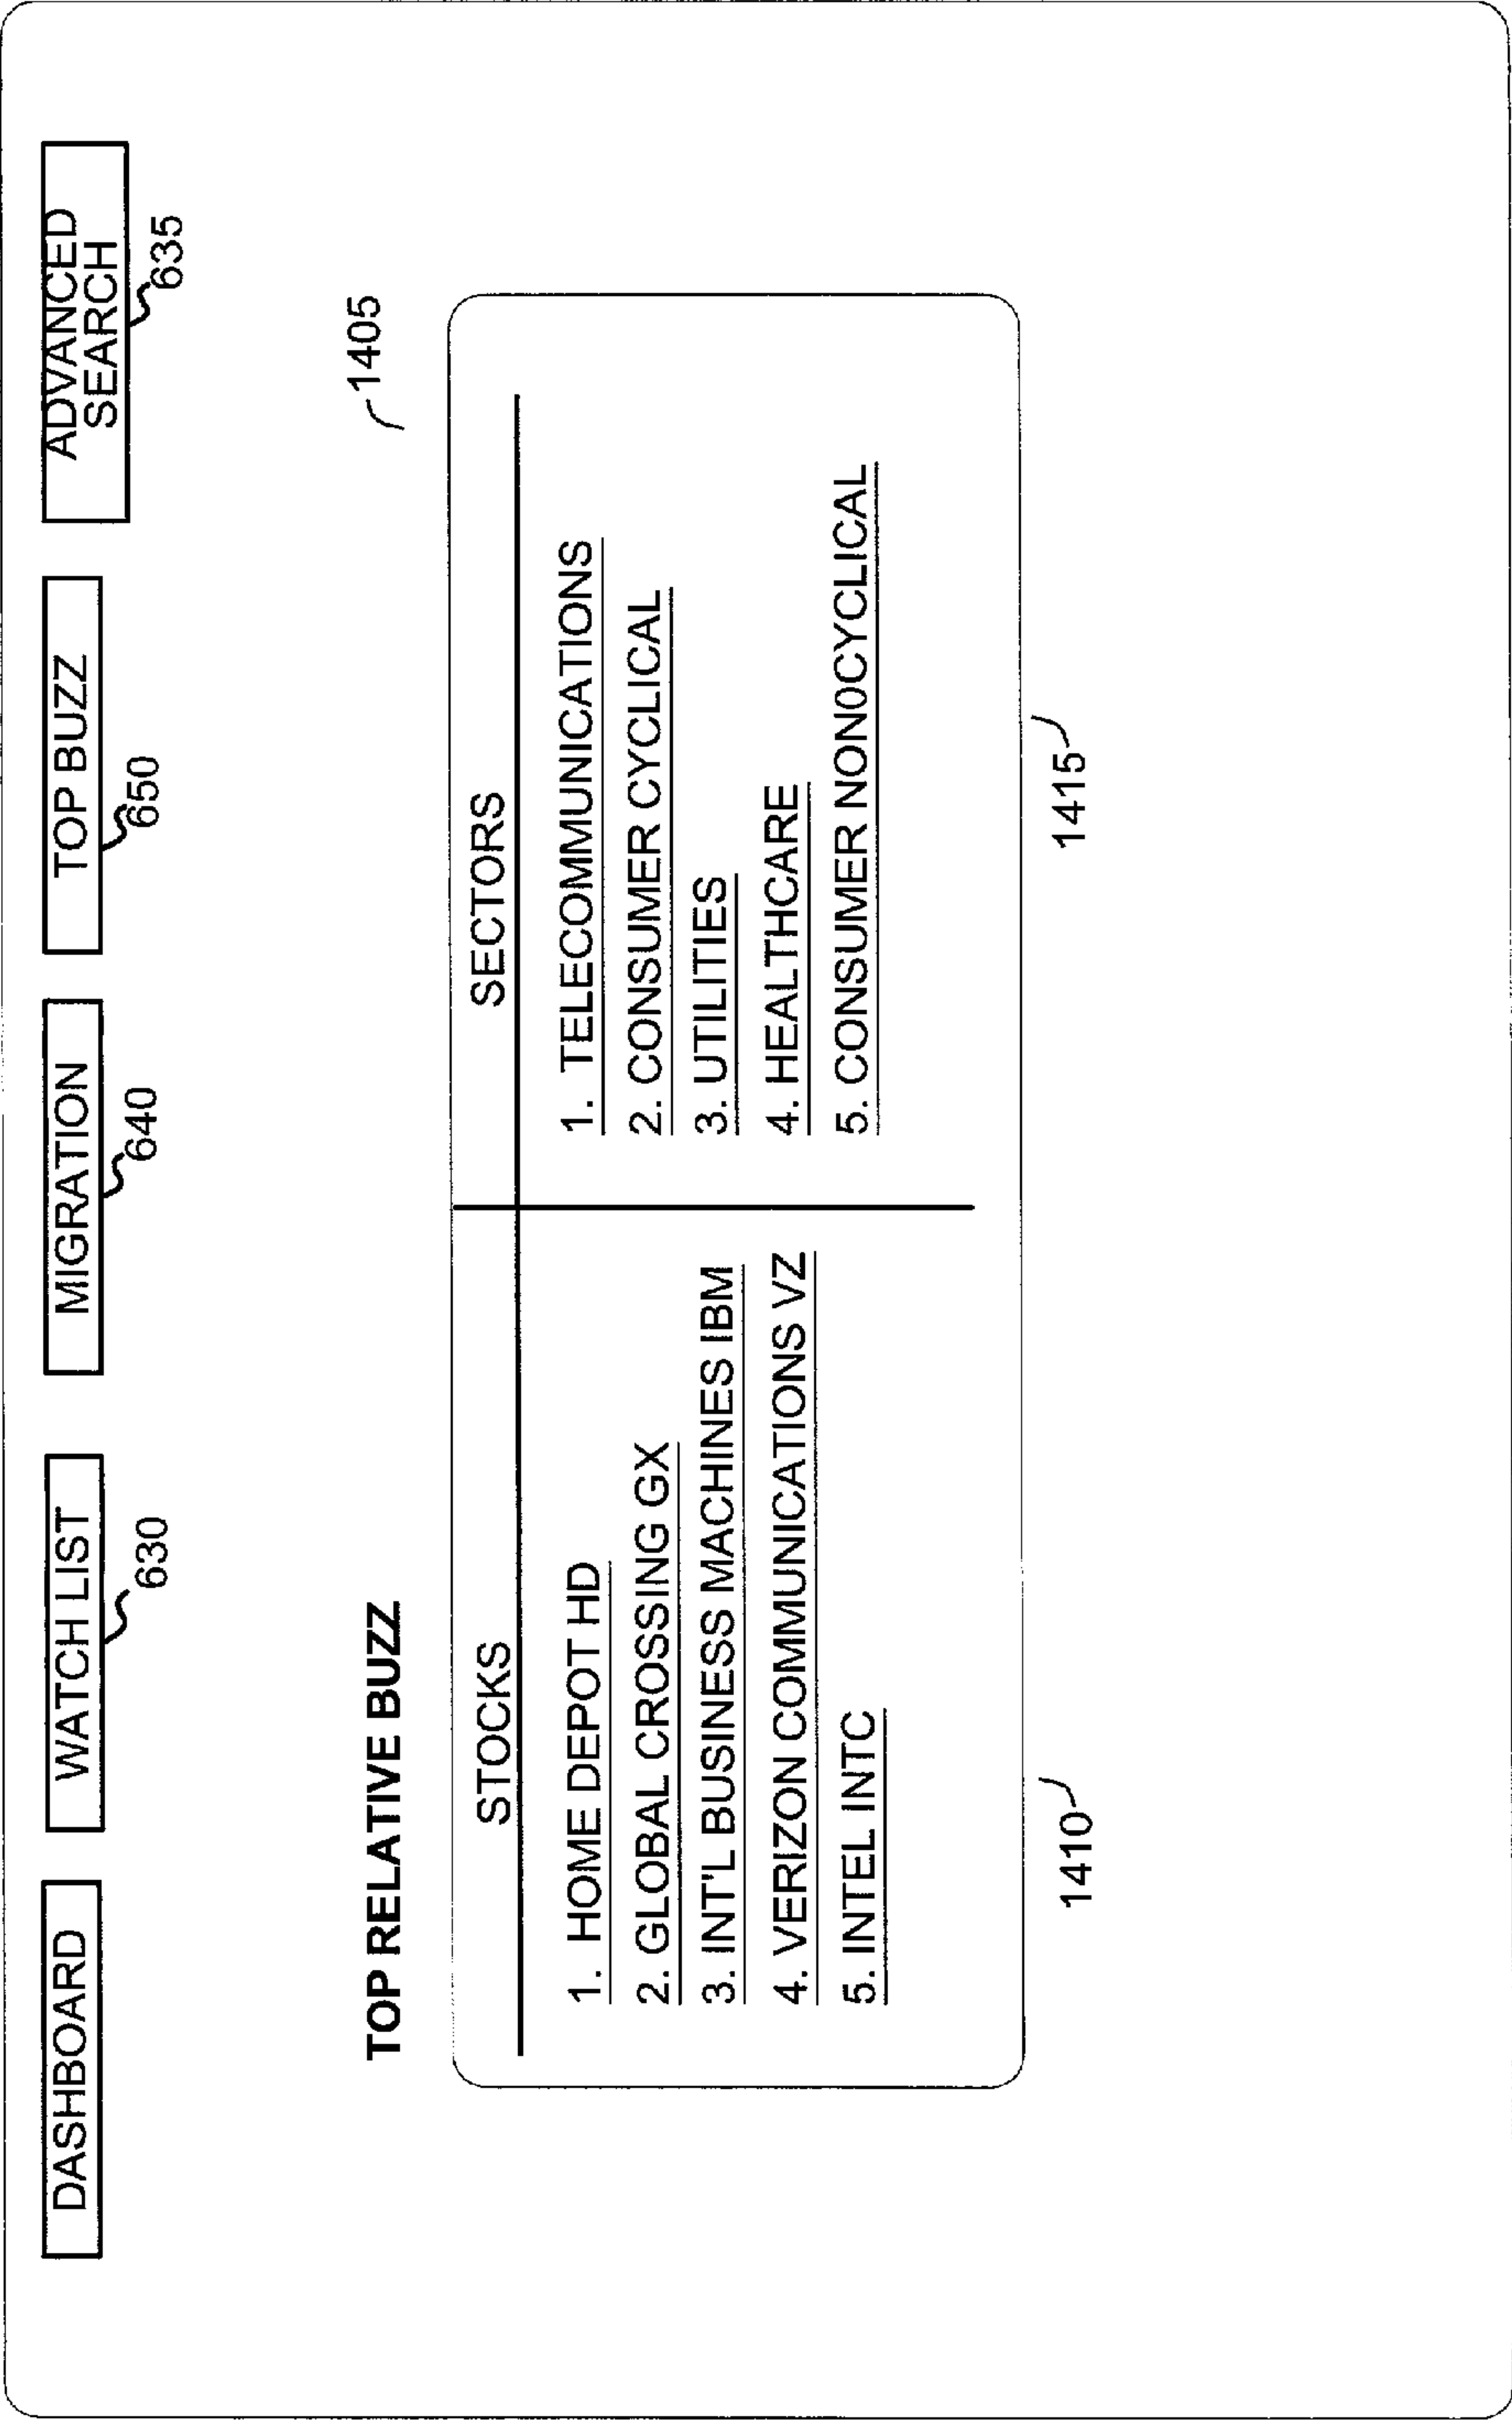 DASHBOARD
WATCH LIST
MIGRATION
TOP BUZZ
ADVANCED
SEARCH
630
640
650
635
TOP RELATIVE BUZZ
1405
STOCKS
1. HOME DEPOT HD
2. GLOBAL CROSSING GX
3. INT'L BUSINESS MACHINES IBM
4. VERIZON COMMUNICATIONS VZ
5. INTEL INTC
SECTORS
1. TELECOMMUNICATIONS
2. CONSUMER CYCLICAL
3. UTILITIES
4. HEALTHCARE
5. CONSUMER NON0CYCLICAL
1410
1415